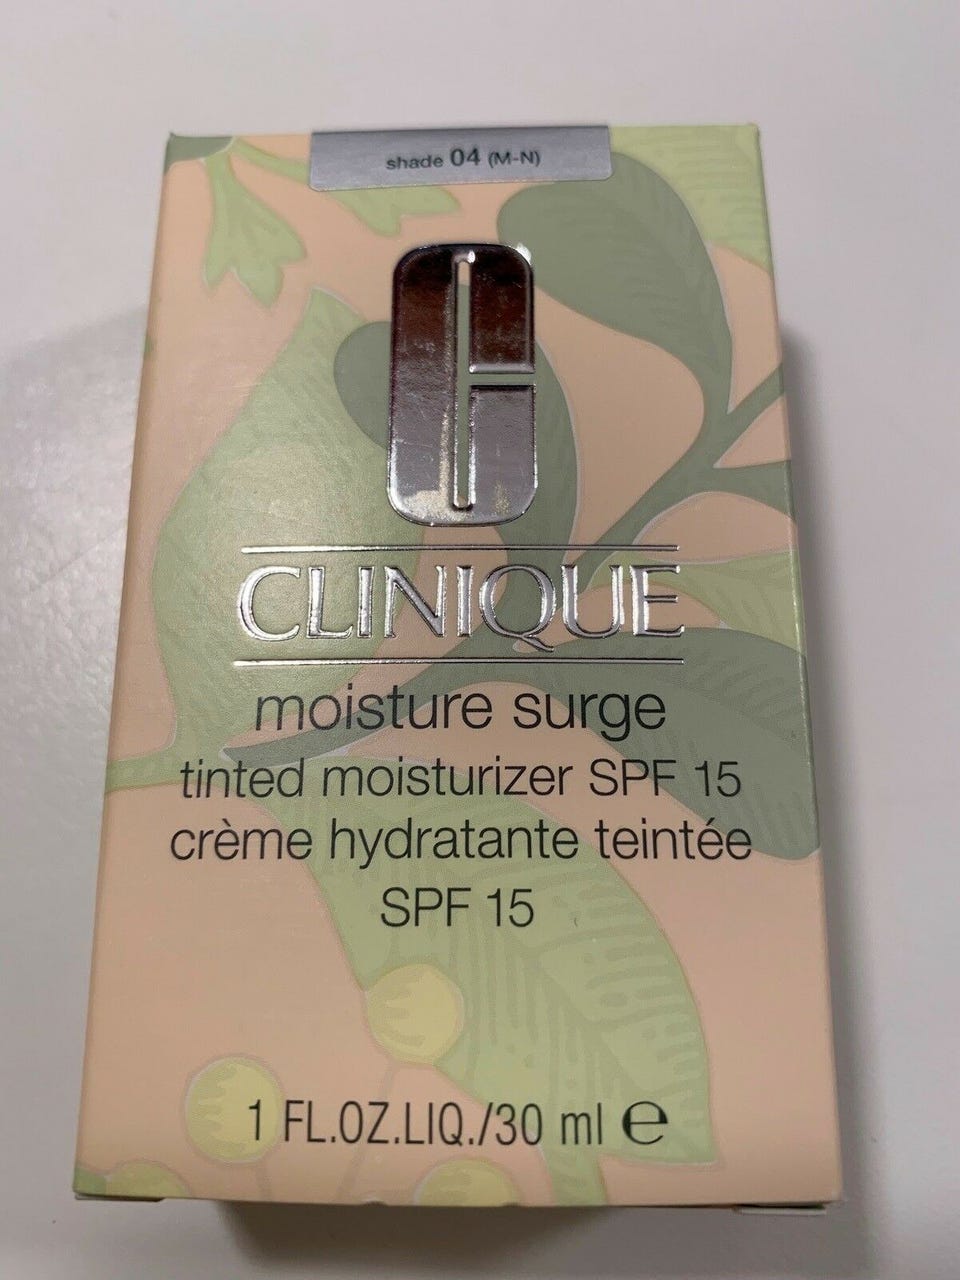 shade 04 (M-N)
CLINIQUE
moisture surge
tinted moisturizer SPF 15
crème hydratante teintée
SPF 15
1 FL.OZ.LIQ./30 ml ℮